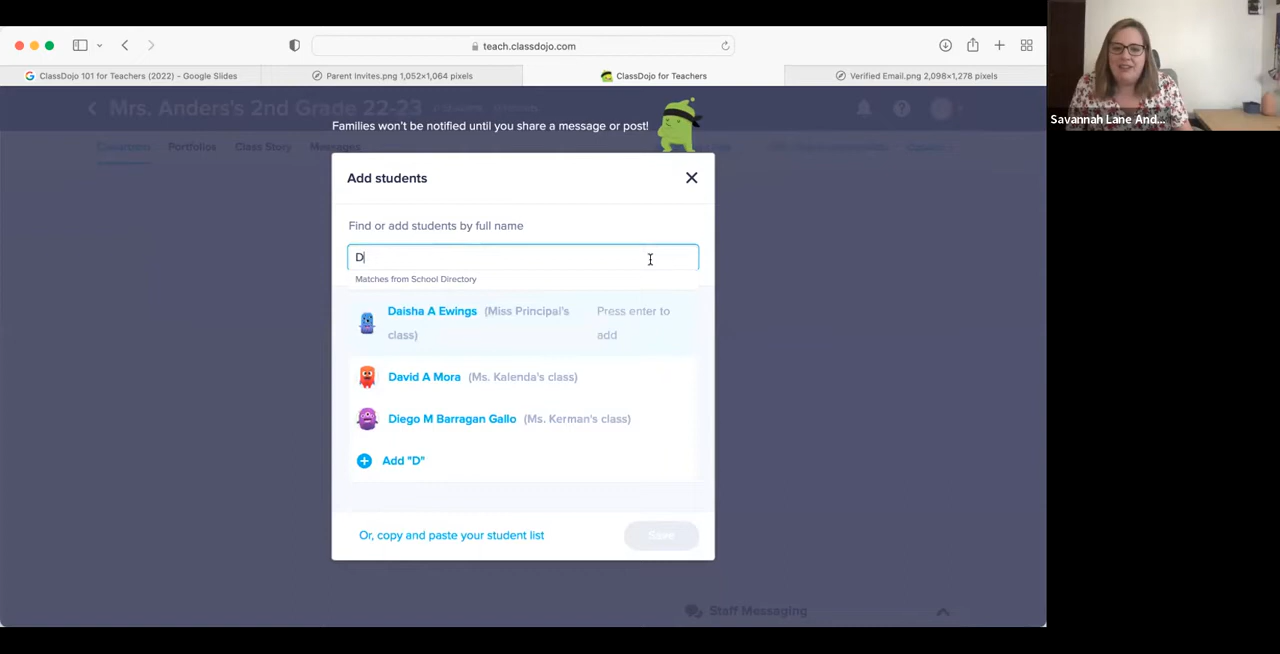 teach.classdojo.com
ClassDojo 101 for Teachers (2022) - Google Slides
Parent Invites.png 1,052×1,064 pixels
ClassDojo for Teachers
Verified Email.png 2,098×1,278 pixels
Mrs. Anders's 2nd Grade 22-23
Families won't be notified until you share a message or post!
Savannah Lane And...
Classroom
Portfolios
Class Story
Messages
Add students
Find or add students by full name
D
Matches from School Directory
Daisha A Ewings (Miss Principal's Press enter to
class) add
David A Mora (Ms. Kalenda's class)
Diego M Barragan Gallo (Ms. Kerman's class)
Add "D"
Or, copy and paste your student list
Save
Staff Messaging